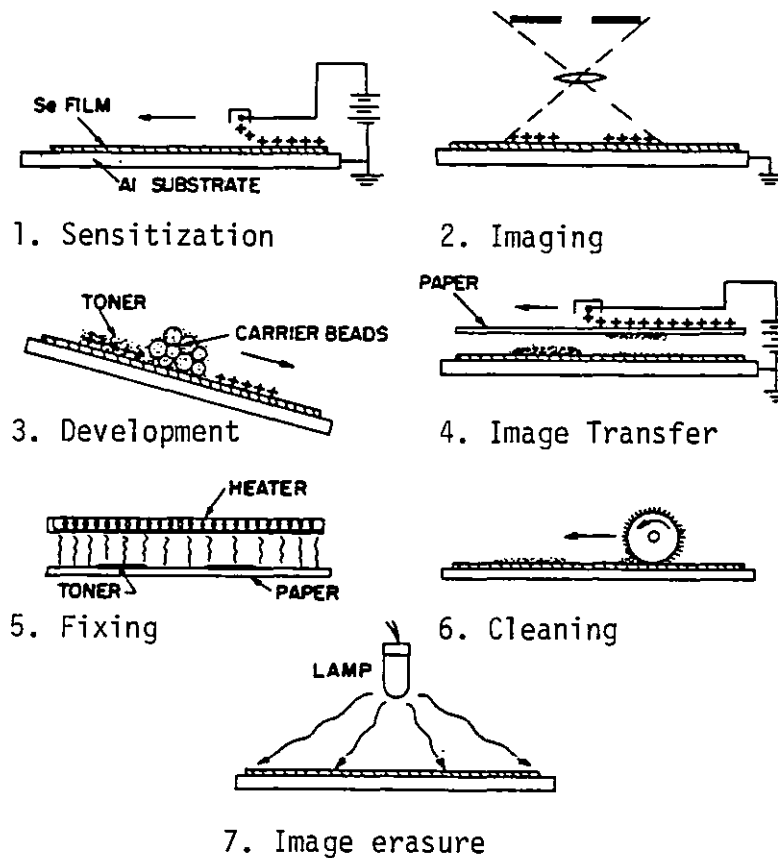 Se FILM
Al SUBSTRATE
1. Sensitization
2. Imaging
TONER
CARRIER BEADS
3. Development
PAPER
4. Image Transfer
HEATER
TONER
PAPER
5. Fixing
6. Cleaning
LAMP
7. Image erasure